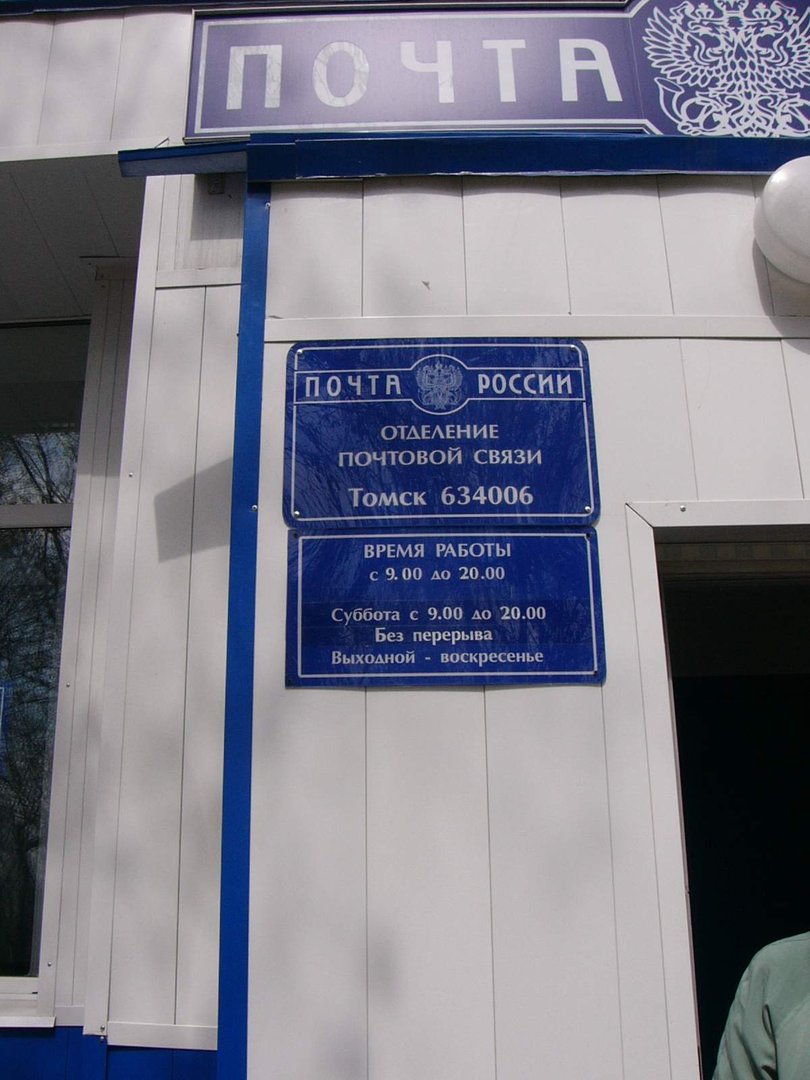 ПОЧТА
ПОЧТА РОССИИ
ОТДЕЛЕНИЕ
ПОЧТОВОЙ СВЯЗИ
Томск 634006
ВРЕМЯ РАБОТЫ
с 9.00 до 20.00
Суббота с 9.00 до 20.00
Без перерыва
Выходной - воскресенье